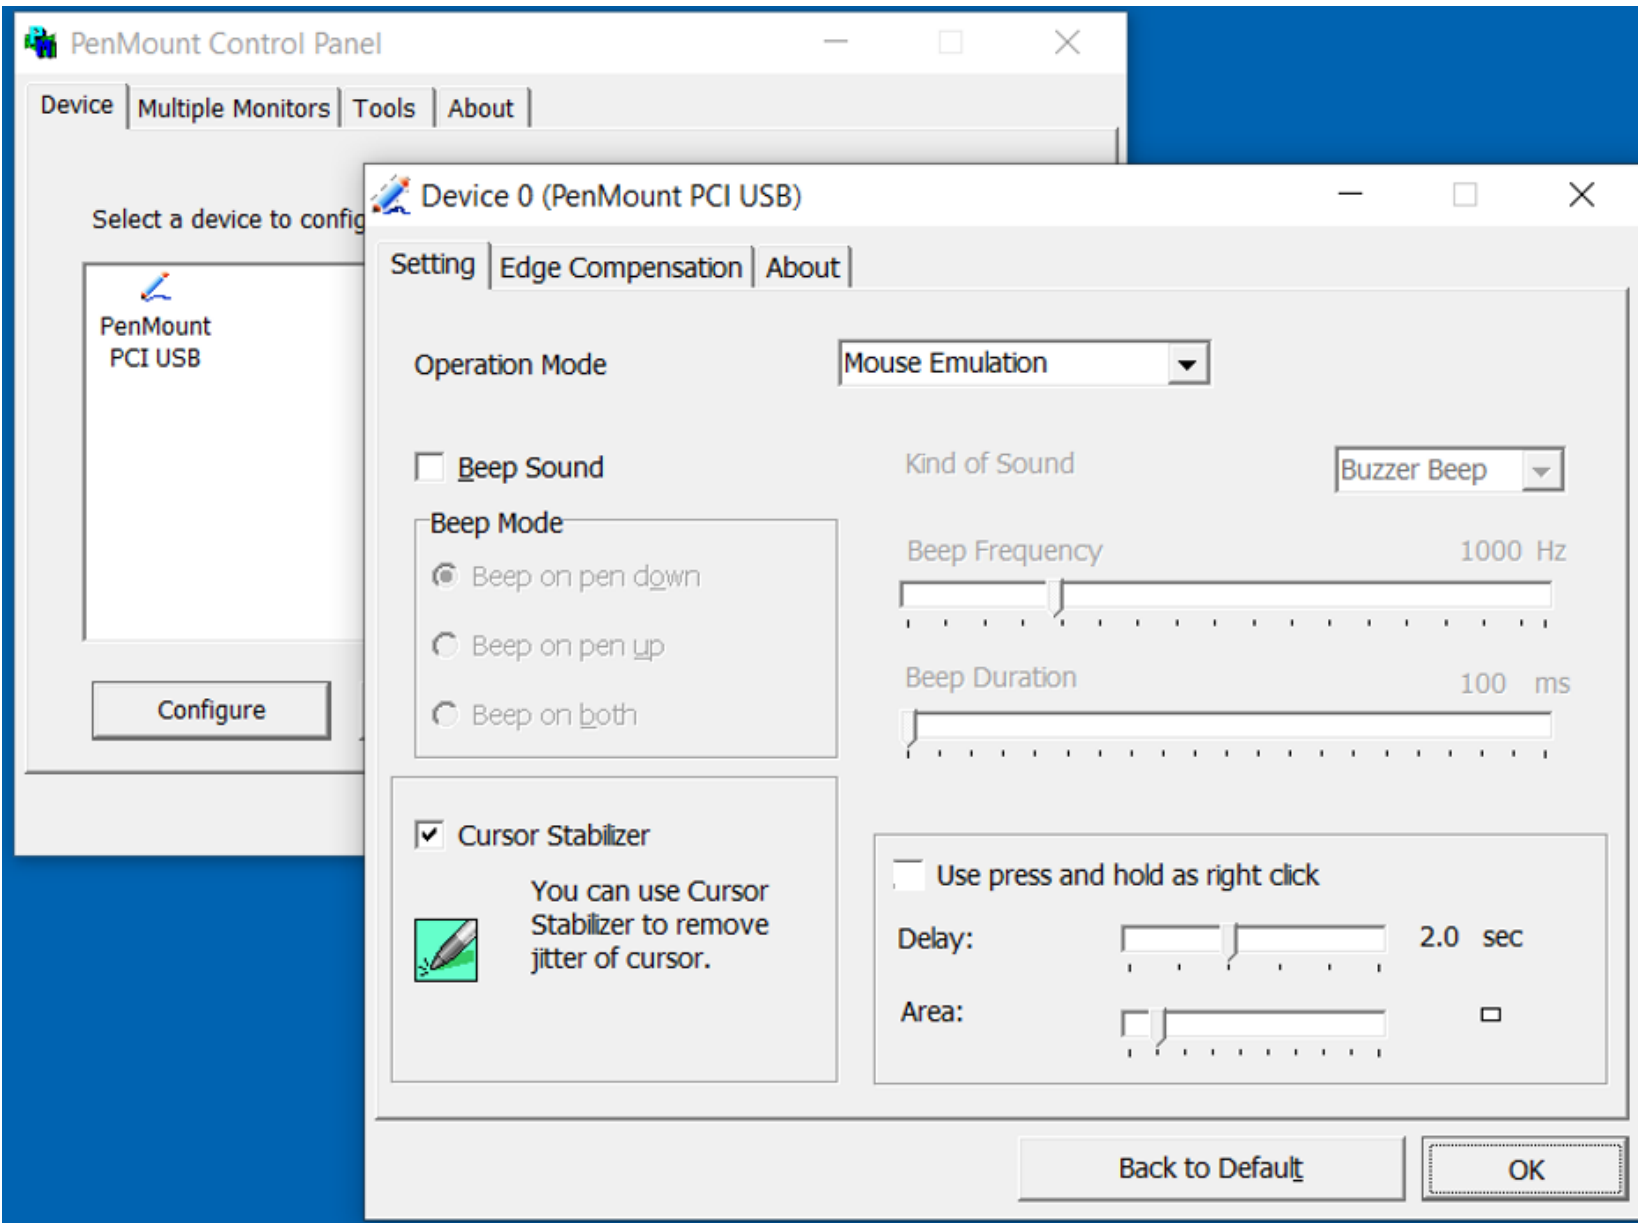 PenMount Control Panel
Device
Multiple Monitors
Tools
About
Select a device to config
PenMount
PCI USB
Configure
Device 0 (PenMount PCI USB)
Setting
Edge Compensation
About
Operation Mode
Mouse Emulation
Beep Sound
Kind of Sound
Buzzer Beep
Beep Mode
Beep on pen down
Beep on pen up
Beep on both
Beep Frequency
1000 Hz
Beep Duration
100 ms
Cursor Stabilizer
You can use Cursor
Stabilizer to remove
jitter of cursor.
Use press and hold as right click
Delay:
2.0 sec
Area:
Back to Default
OK